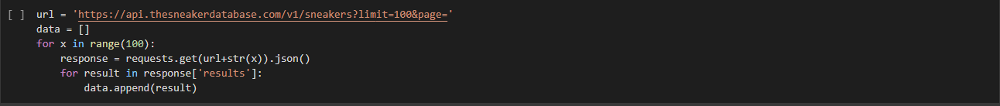 [ ] url = 'https://api.thesneakerdatabase.com/v1/sneakers?limit=100&page='
data = []
for x in range(100):
    response = requests.get(url+str(x)).json()
    for result in response['results']:
        data.append(result)